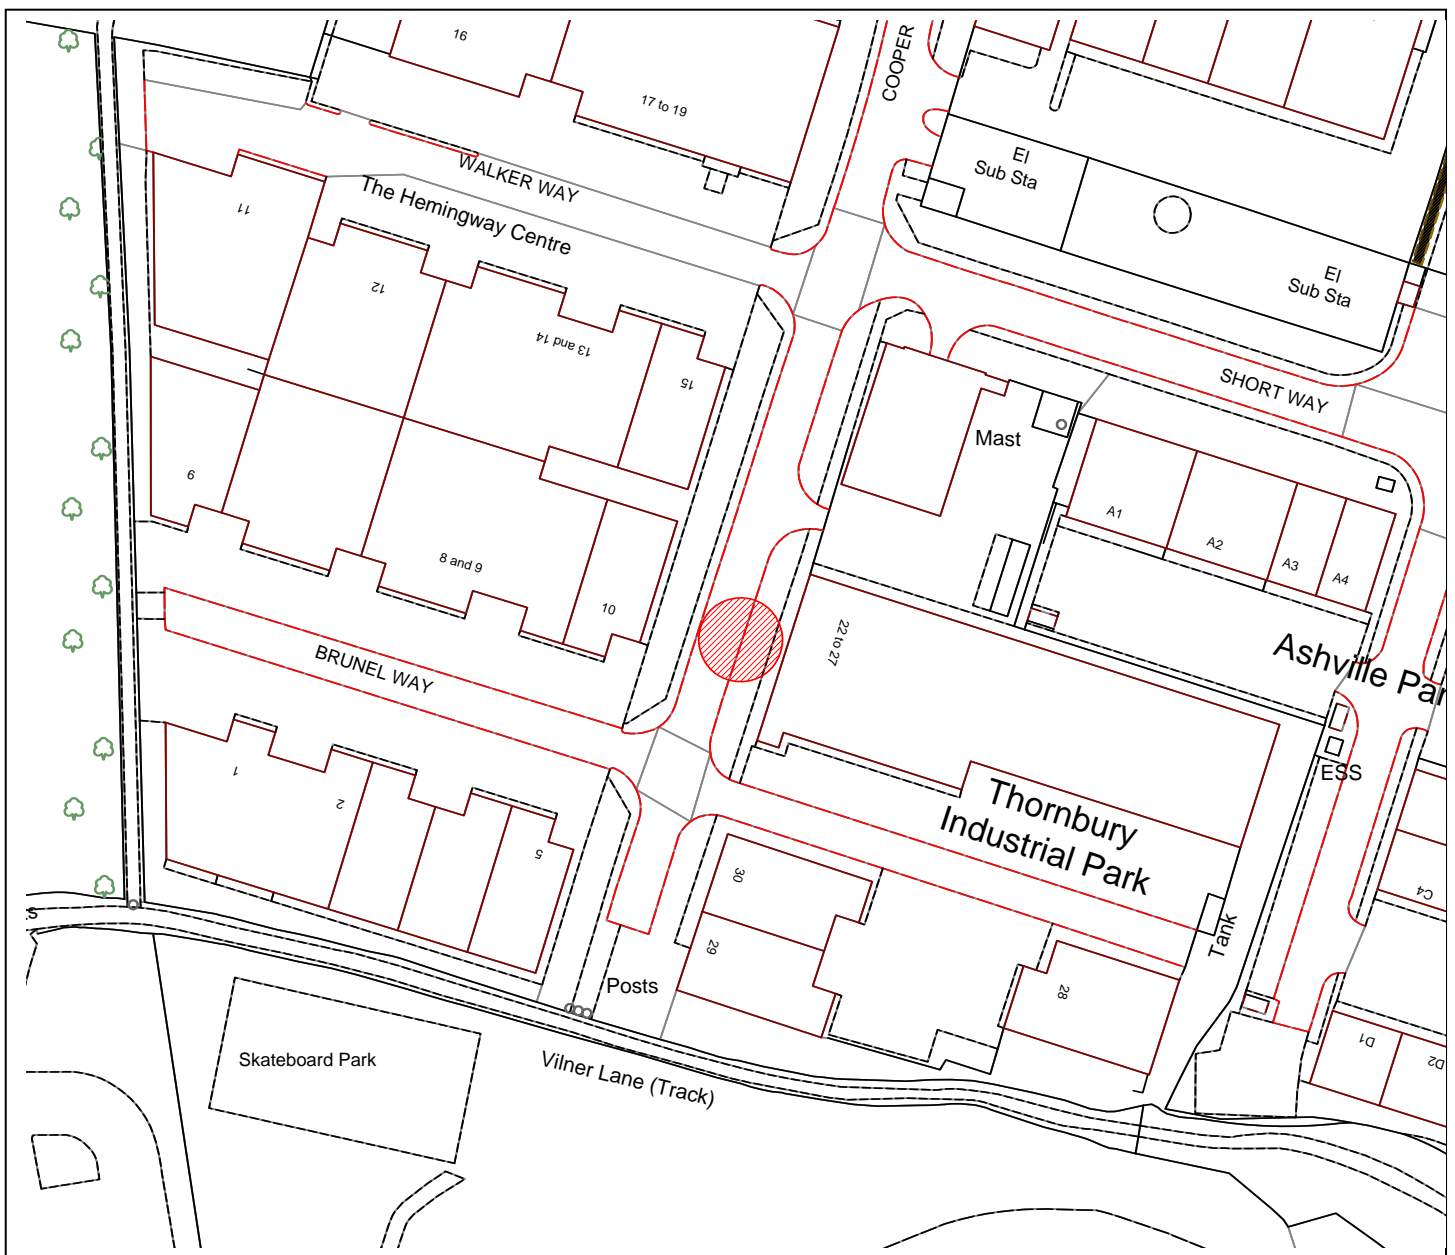 16
17 to 19
COOPER
El
Sub Sta
WALKER WAY
The Hemingway Centre
11
12
13 and 14
15
El
Sub Sta
SHORT WAY
Mast
9
8 and 9
10
A1
A2
A3
A4
22 to 27
BRUNEL WAY
Ashville Par
ESS
1
2
5
Thornbury
Industrial Park
30
29
28
Tank
C4
Posts
Skateboard Park
Vilner Lane (Track)
D1
D2